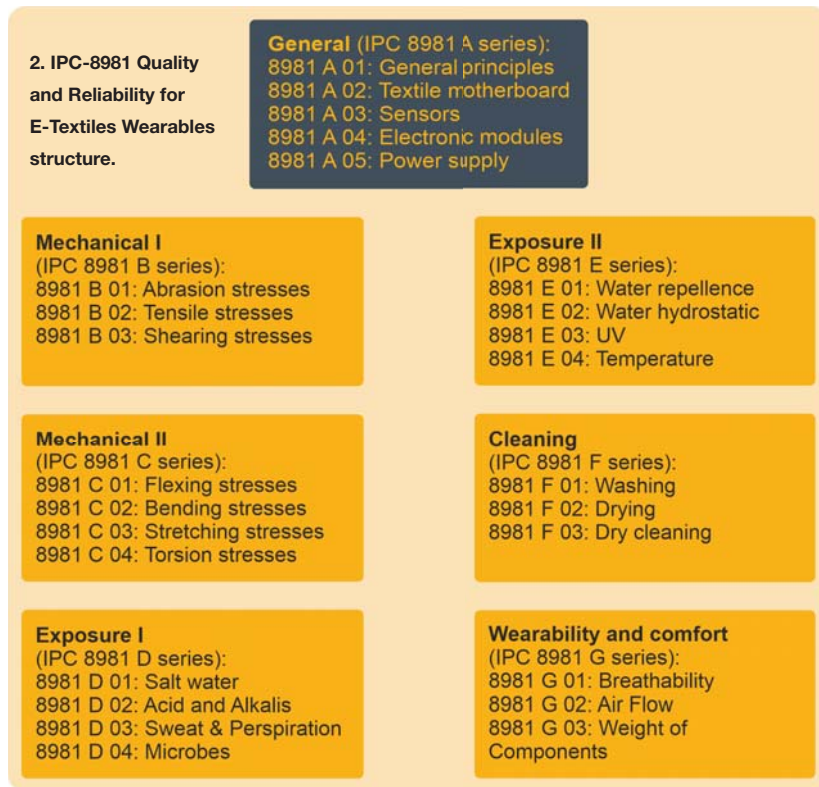 2. IPC-8981 Quality
and Reliability for
E-Textiles Wearables
structure.
General (IPC 8981 A series):
8981 A 01: General principles
8981 A 02: Textile motherboard
8981 A 03: Sensors
8981 A 04: Electronic modules
8981 A 05: Power supply
Mechanical I
(IPC 8981 B series):
8981 B 01: Abrasion stresses
8981 B 02: Tensile stresses
8981 B 03: Shearing stresses
Exposure II
(IPC 8981 E series):
8981 E 01: Water repellence
8981 E 02: Water hydrostatic
8981 E 03: UV
8981 E 04: Temperature
Mechanical II
(IPC 8981 C series):
8981 C 01: Flexing stresses
8981 C 02: Bending stresses
8981 C 03: Stretching stresses
8981 C 04: Torsion stresses
Cleaning
(IPC 8981 F series):
8981 F 01: Washing
8981 F 02: Drying
8981 F 03: Dry cleaning
Exposure I
(IPC 8981 D series):
8981 D 01: Salt water
8981 D 02: Acid and Alkalis
8981 D 03: Sweat & Perspiration
8981 D 04: Microbes
Wearability and comfort
(IPC 8981 G series):
8981 G 01: Breathability
8981 G 02: Air Flow
8981 G 03: Weight of
Components